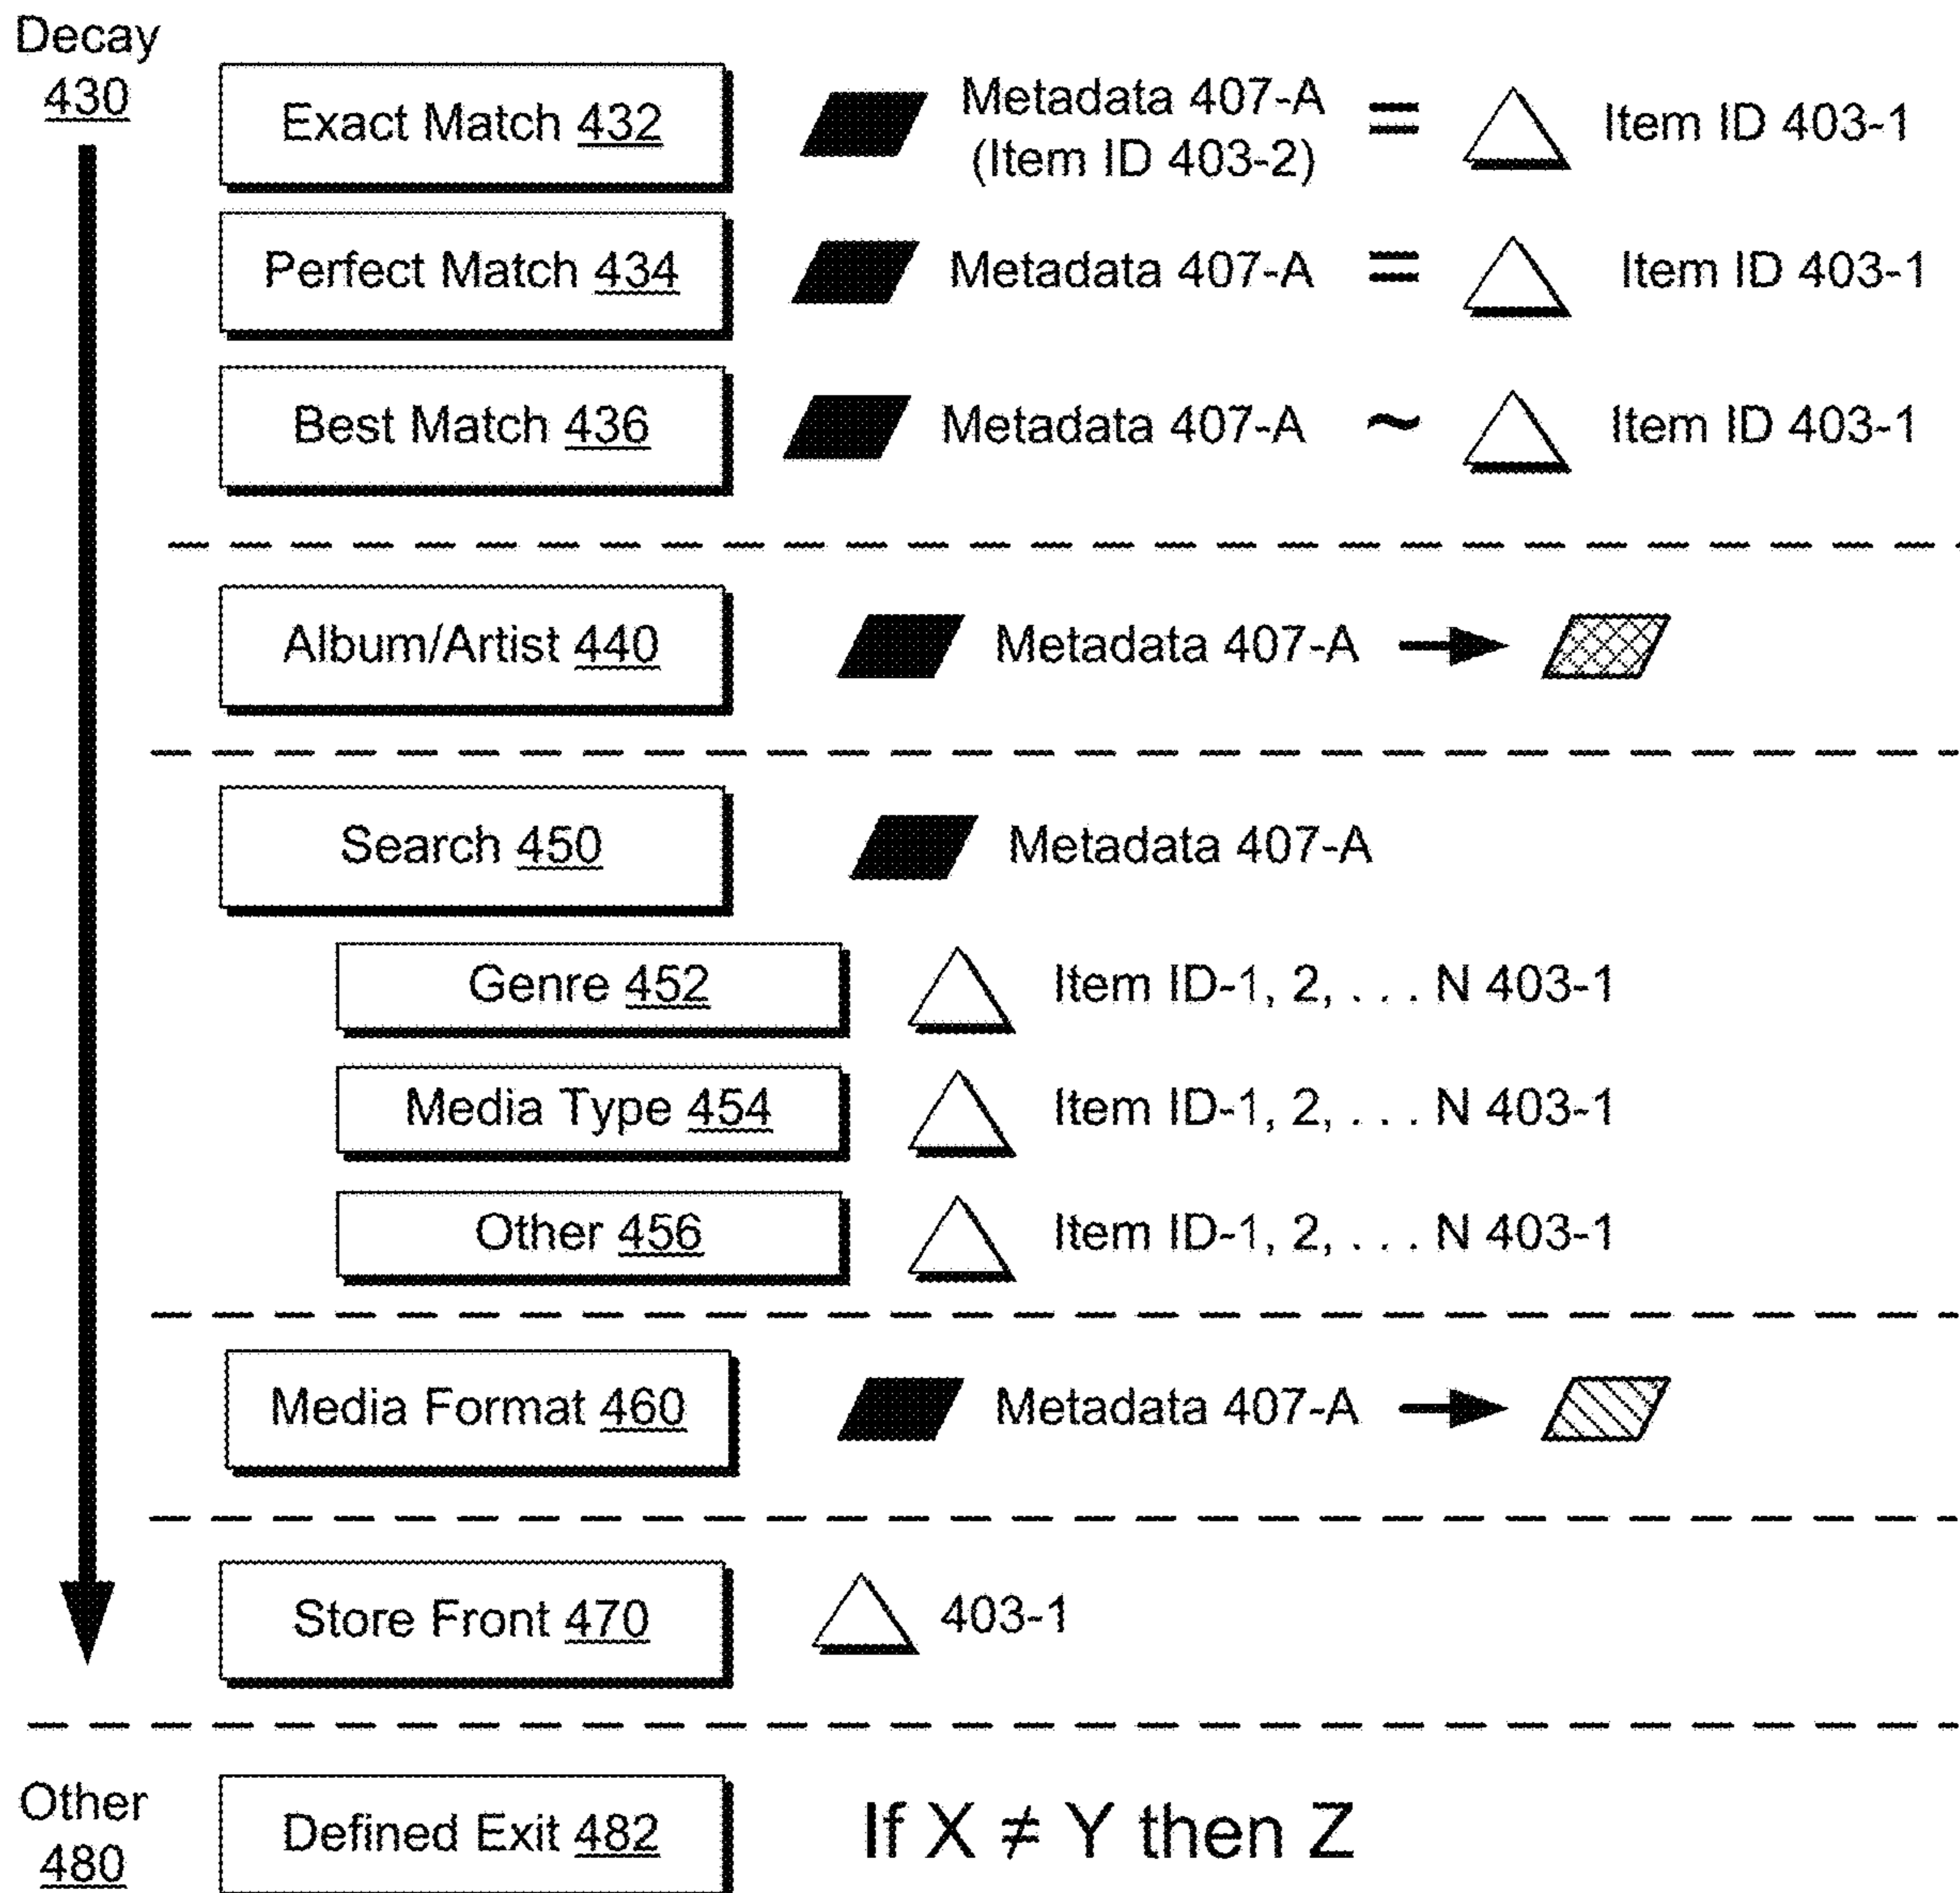 Decay
430
Exact Match 432
Metadata 407-A = Item ID 403-1
(Item ID 403-2)
Perfect Match 434
Metadata 407-A = Item ID 403-1
Best Match 436
Metadata 407-A ~ Item ID 403-1
Album/Artist 440
Metadata 407-A
Search 450
Metadata 407-A
Genre 452
Item ID-1, 2, . . . N 403-1
Media Type 454
Item ID-1, 2, . . . N 403-1
Other 456
Item ID-1, 2, . . . N 403-1
Media Format 460
Metadata 407-A
Store Front 470
403-1
Other
480
Defined Exit 482
If X ≠ Y then Z